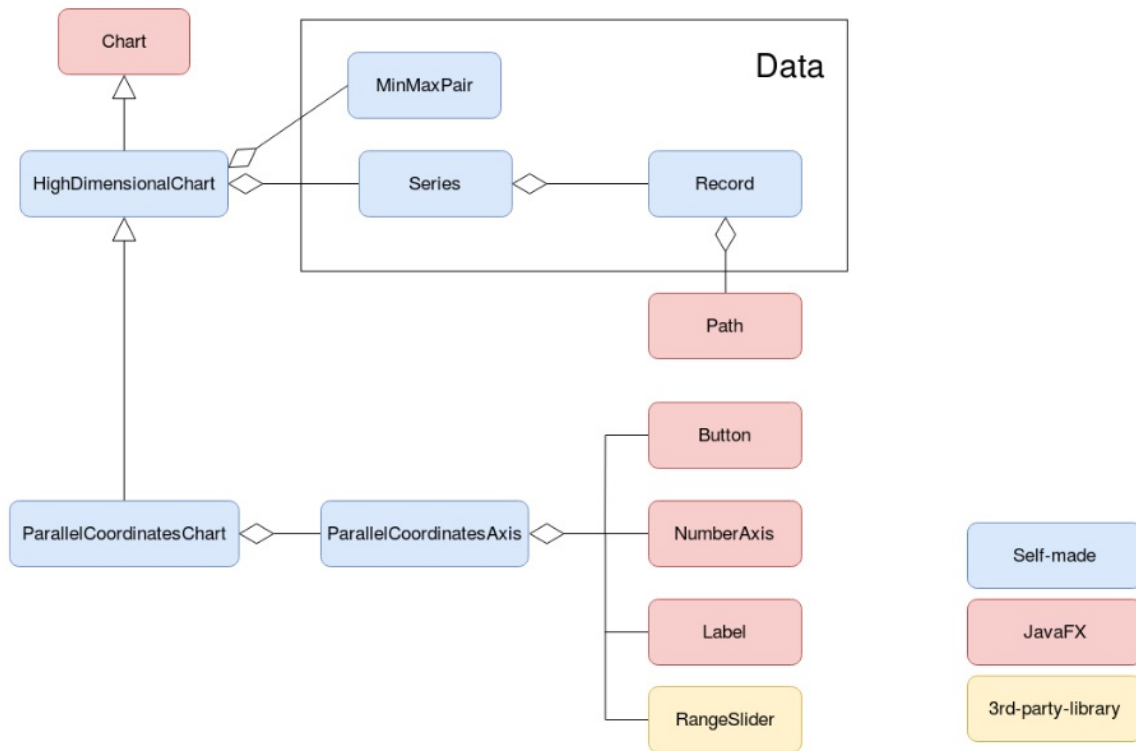 Chart
Data
MinMaxPair
HighDimensionalChart
Series
Record
Path
Button
ParallelCoordinatesChart
ParallelCoordinatesAxis
NumberAxis
Label
RangeSlider
Self-made
JavaFX
3rd-party-library